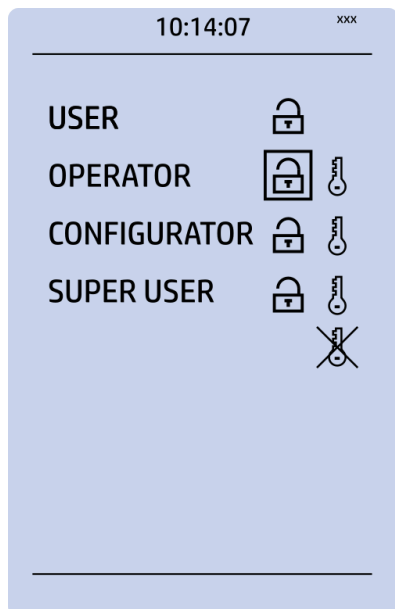 10:14:07 xxx
USER
OPERATOR
CONFIGURATOR
SUPER USER